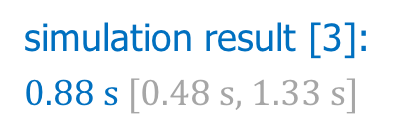 simulation result [3]:
0.88 s [0.48 s, 1.33 s]